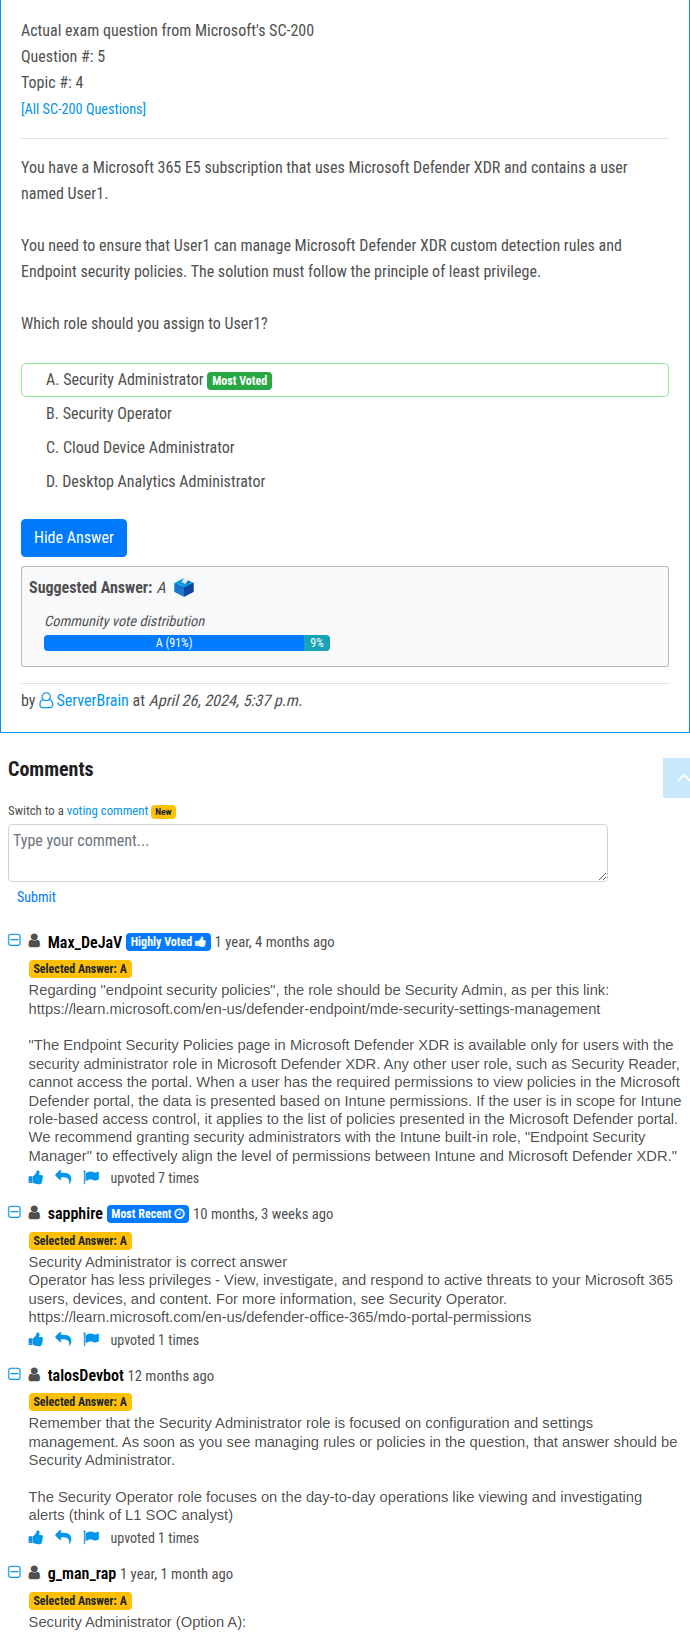 Actual exam question from Microsoft's SC-200
Question #: 5
Topic #: 4
[All SC-200 Questions]
You have a Microsoft 365 E5 subscription that uses Microsoft Defender XDR and contains a user
named User1.
You need to ensure that User1 can manage Microsoft Defender XDR custom detection rules and
Endpoint security policies. The solution must follow the principle of least privilege.
Which role should you assign to User1?
A. Security Administrator Most Voted
B. Security Operator
C. Cloud Device Administrator
D. Desktop Analytics Administrator
Hide Answer
Suggested Answer: A
Community vote distribution
A (91%) 9%
by ServerBrain at April 26, 2024, 5:37 p.m.
Comments
Switch to a voting comment New
Type your comment...
Submit
Max_DeJaV Highly Voted 1 year, 4 months ago
Selected Answer: A
Regarding "endpoint security policies", the role should be Security Admin, as per this link:
https://learn.microsoft.com/en-us/defender-endpoint/mde-security-settings-management
"The Endpoint Security Policies page in Microsoft Defender XDR is available only for users with the
security administrator role in Microsoft Defender XDR. Any other user role, such as Security Reader,
cannot access the portal. When a user has the required permissions to view policies in the Microsoft
Defender portal, the data is presented based on Intune permissions. If the user is in scope for Intune
role-based access control, it applies to the list of policies presented in the Microsoft Defender portal.
We recommend granting security administrators with the Intune built-in role, "Endpoint Security
Manager" to effectively align the level of permissions between Intune and Microsoft Defender XDR."
upvoted 7 times
sapphire Most Recent 10 months, 3 weeks ago
Selected Answer: A
Security Administrator is correct answer
Operator has less privileges - View, investigate, and respond to active threats to your Microsoft 365
users, devices, and content. For more information, see Security Operator.
https://learn.microsoft.com/en-us/defender-office-365/mdo-portal-permissions
upvoted 1 times
talosDevbot 12 months ago
Selected Answer: A
Remember that the Security Administrator role is focused on configuration and settings
management. As soon as you see managing rules or policies in the question, that answer should be
Security Administrator.
The Security Operator role focuses on the day-to-day operations like viewing and investigating
alerts (think of L1 SOC analyst)
upvoted 1 times
g_man_rap 1 year, 1 month ago
Selected Answer: A
Security Administrator (Option A):